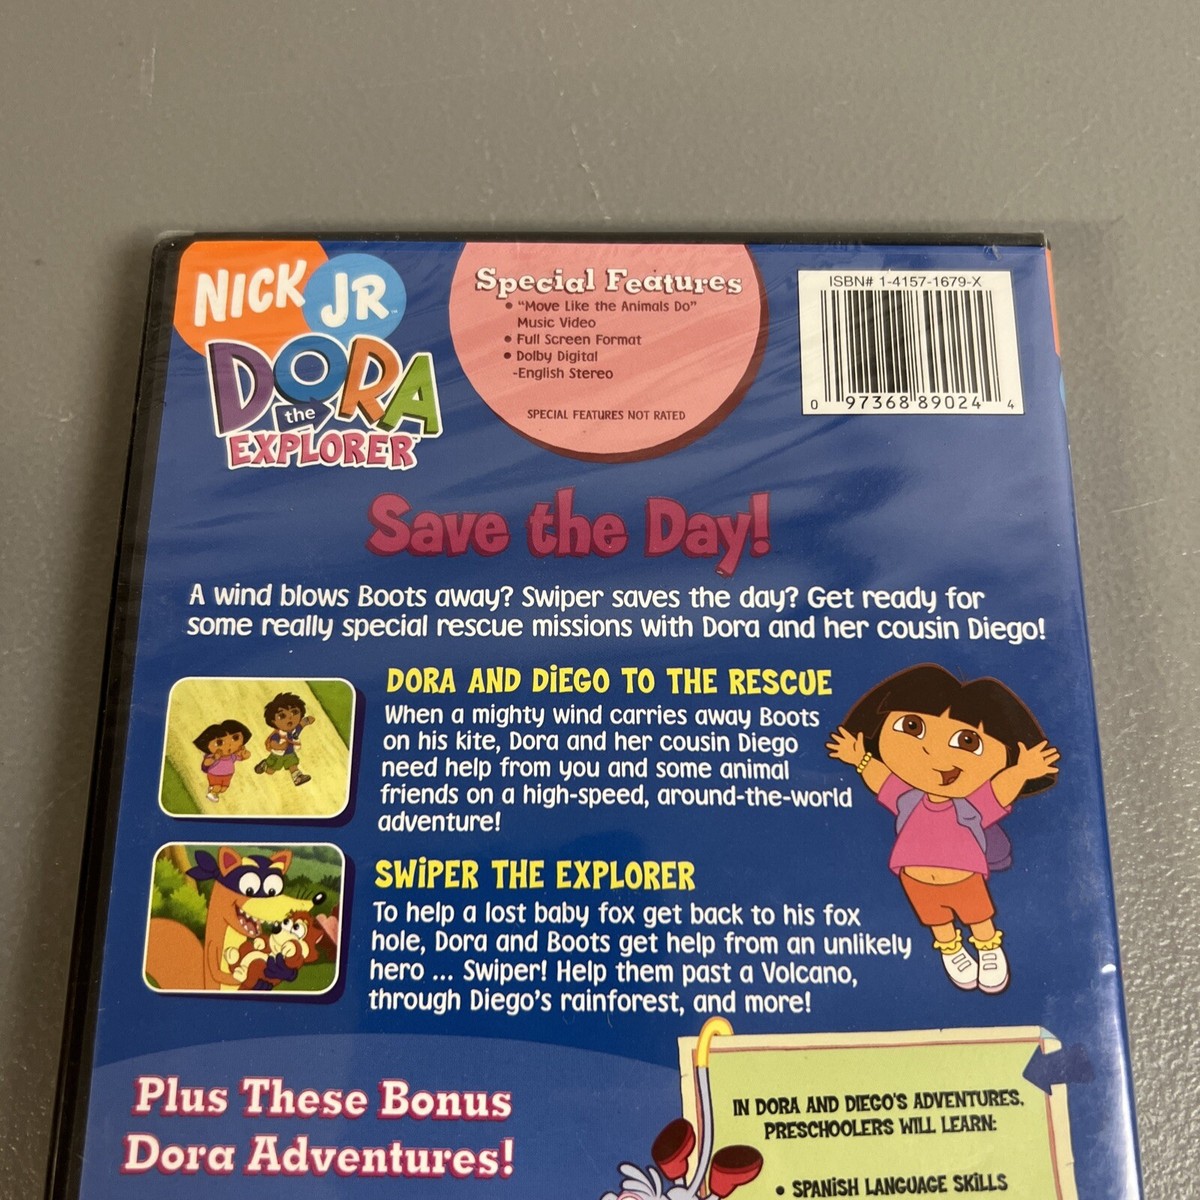 NICK JR
DORA
the
EXPLORER
Special Features
• "Move Like the Animals Do"
Music Video
• Full Screen Format
• Dolby Digital
-English Stereo
SPECIAL FEATURES NOT RATED
ISBN# 1-4157-1679-X
0 97368 89024 4
Save the Day!
A wind blows Boots away? Swiper saves the day? Get ready for
some really special rescue missions with Dora and her cousin Diego!
DORA AND DiEGO TO THE RESCUE
When a mighty wind carries away Boots
on his kite, Dora and her cousin Diego
need help from you and some animal
friends on a high-speed, around-the-world
adventure!
SWiPER THE EXPLORER
To help a lost baby fox get back to his fox
hole, Dora and Boots get help from an unlikely
hero ... Swiper! Help them past a Volcano,
through Diego's rainforest, and more!
Plus These Bonus
Dora Adventures!
IN DORA AND DIEGO'S ADVENTURES,
PRESCHOOLERS WILL LEARN:
• SPANISH LANGUAGE SKILLS